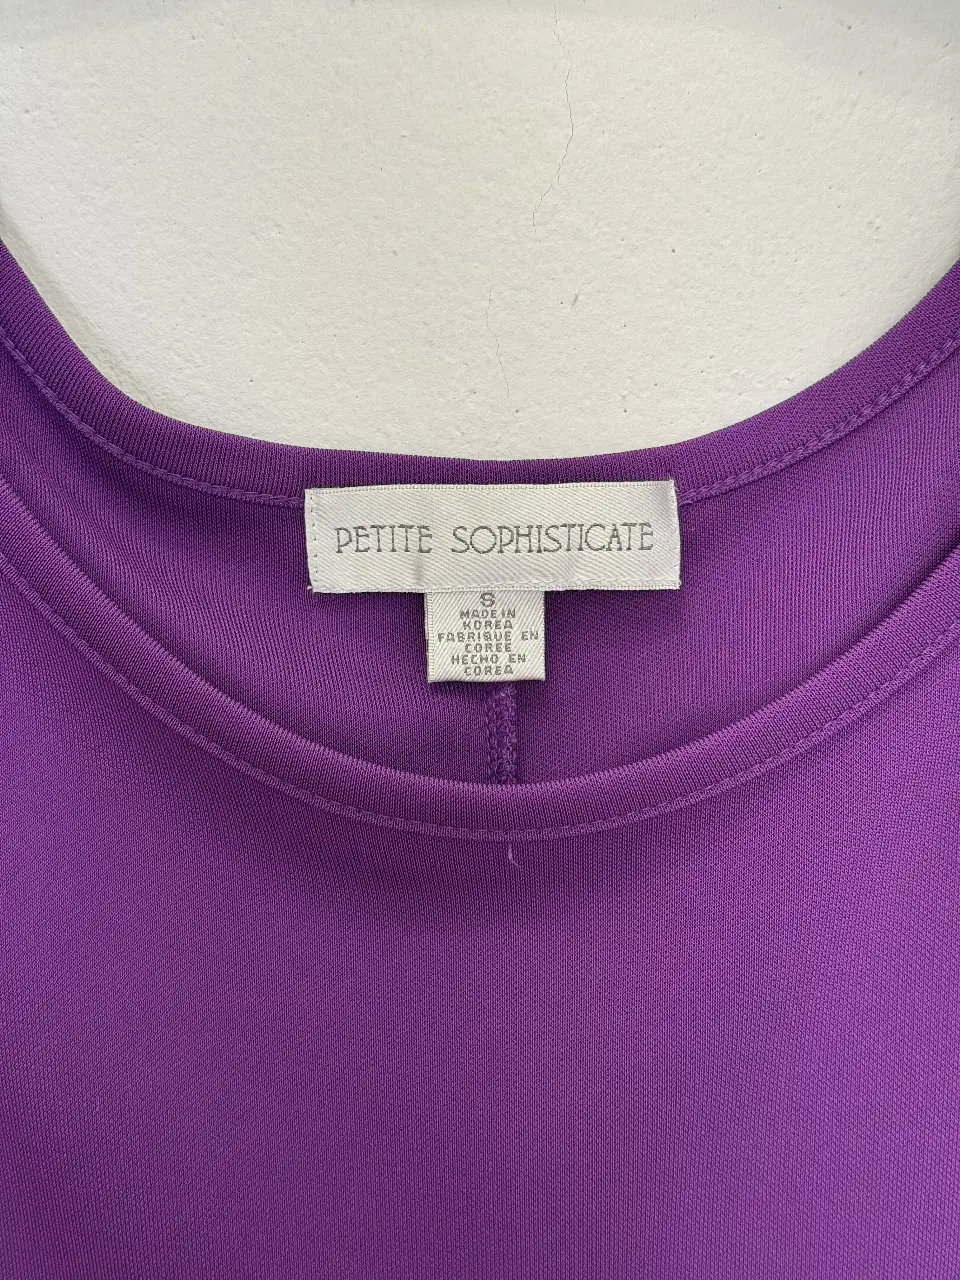 PETITE SOPHISTICATE
S
MADE IN
KOREA
FABRIQUE EN
COREE
HECHO EN
COREA